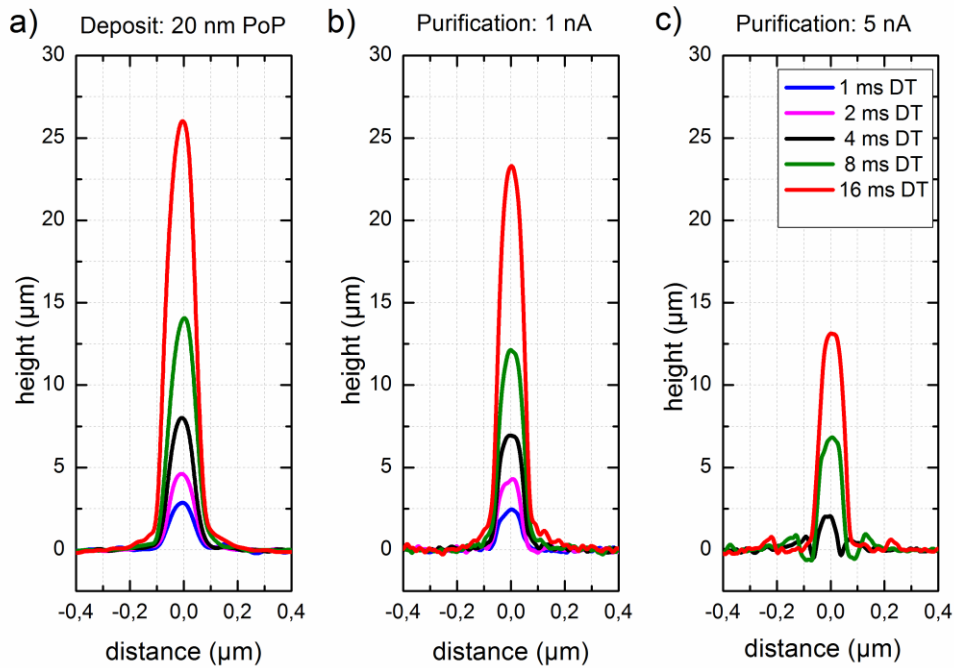 a) Deposit: 20 nm PoP
30
25
20
15
10
5
0
-0,4 -0,2 0,0 0,2 0,4
height (µm)
distance (µm)
b) Purification: 1 nA
30
25
20
15
10
5
0
-0,4 -0,2 0,0 0,2 0,4
height (µm)
distance (µm)
c) Purification: 5 nA
30
25
20
15
10
5
0
-0,4 -0,2 0,0 0,2 0,4
height (µm)
distance (µm)
1 ms DT
2 ms DT
4 ms DT
8 ms DT
16 ms DT